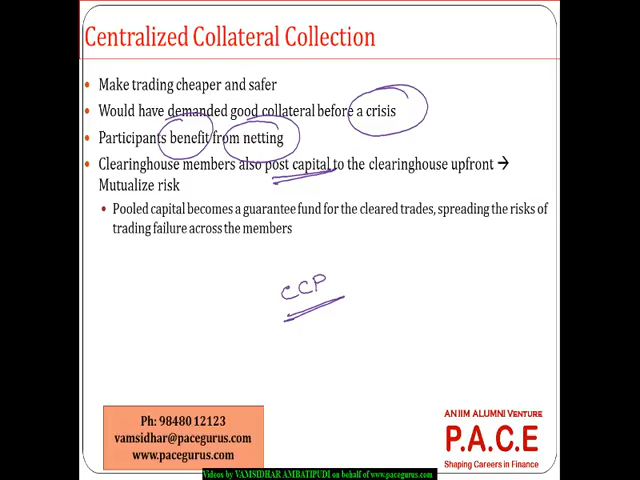 Centralized Collateral Collection
Make trading cheaper and safer
Would have demanded good collateral before a crisis
Participants benefit from netting
Clearinghouse members also post capital to the clearinghouse upfront →
Mutualize risk
Pooled capital becomes a guarantee fund for the cleared trades, spreading the risks of
trading failure across the members
CCP
Ph: 98480 12123
vamsidhar@pacegurus.com
www.pacegurus.com
AN IIM ALUMNI VENTURE
P.A.C.E
Shaping Careers in Finance
Videos by VAMSIDHAR AMBATIPUDI on behalf of www.pacegurus.com